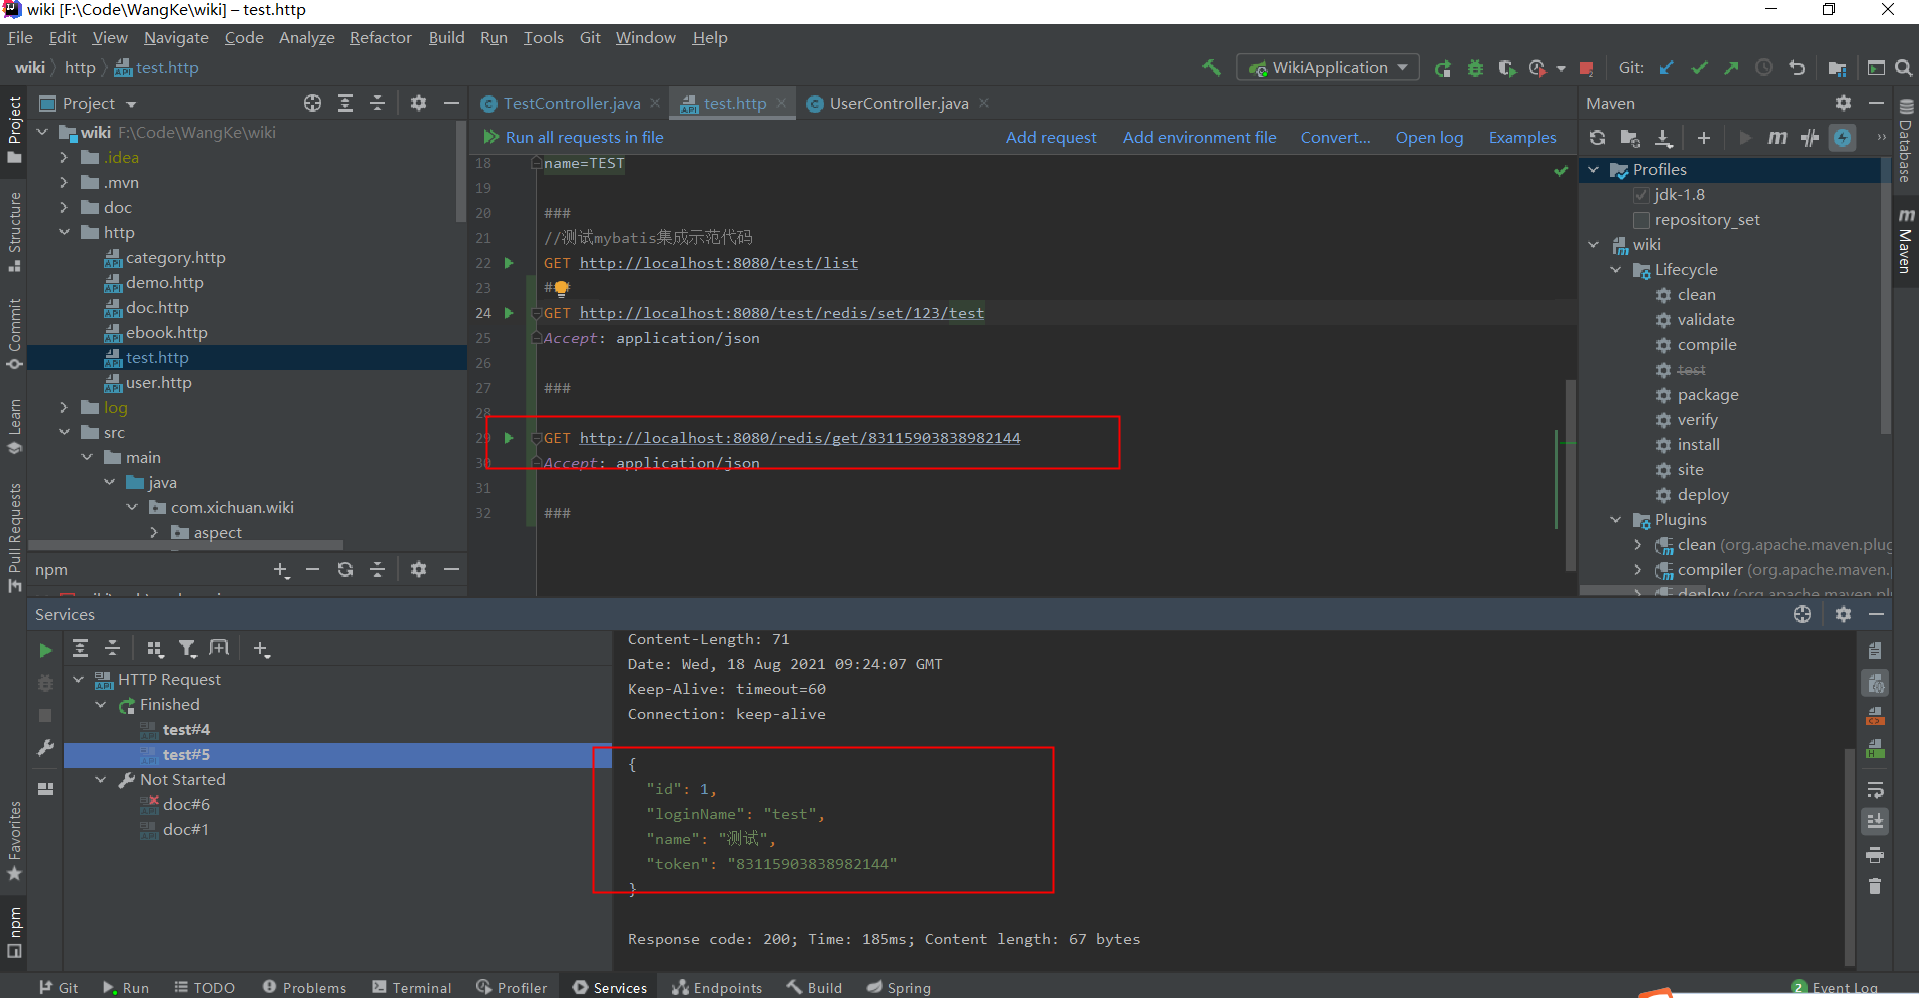 wiki [F:\Code\WangKe\wiki] – test.http
File Edit View Navigate Code Analyze Refactor Build Run Tools Git Window Help
wiki http test.http
WikiApplication
Git:
Project
TestController.java
test.http
UserController.java
Maven
Project
Structure
Commit
Learn
Pull Requests
Favorites
npm
wiki F:\Code\WangKe\wiki
.idea
.mvn
doc
http
category.http
demo.http
doc.http
ebook.http
test.http
user.http
log
src
main
java
com.xichuan.wiki
aspect
npm
Run all requests in file
Add request Add environment file Convert... Open log Examples
18 name=TEST
19
20 ###
21 //测试mybatis集成示范代码
22 GET http://localhost:8080/test/list
23 #
24 GET http://localhost:8080/test/redis/set/123/test
25 Accept: application/json
26
27 ###
28
29 GET http://localhost:8080/redis/get/83115903838982144
30 Accept: application/json
31
32 ###
Profiles
jdk-1.8
repository_set
wiki
Lifecycle
clean
validate
compile
test
package
verify
install
site
deploy
Plugins
clean (org.apache.maven.plug
compiler (org.apache.maven.
deploy (org.apache.maven.pl
Database
Maven
Services
HTTP Request
Finished
test#4
test#5
Not Started
doc#6
doc#1
Content-Length: 71
Date: Wed, 18 Aug 2021 09:24:07 GMT
Keep-Alive: timeout=60
Connection: keep-alive
{
"id": 1,
"loginName": "test",
"name": "测试",
"token": "83115903838982144"
}
Response code: 200; Time: 185ms; Content length: 67 bytes
Git Run TODO Problems Terminal Profiler Services Endpoints Build Spring
2 Event Log